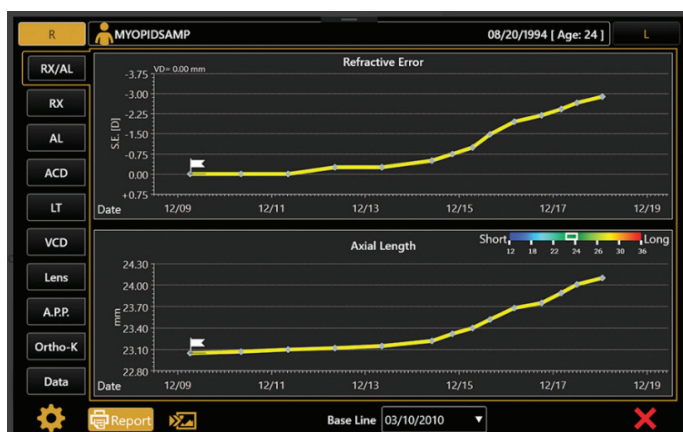 R MYOPIDSAMP 08/20/1994 [ Age: 24 ] L
RX/AL
RX
AL
ACD
LT
VCD
Lens
A.P.P.
Ortho-K
Data
Refractive Error
VD= 0.00 mm
S.E. [D]
-3.75
-3.00
-2.25
-1.50
-0.75
0.00
+0.75
Date 12/09 12/11 12/13 12/15 12/17 12/19
Axial Length
Short Long
12 18 22 24 26 30 36
mm
24.30
24.00
23.70
23.40
23.10
22.80
Date 12/09 12/11 12/13 12/15 12/17 12/19
Report Base Line 03/10/2010